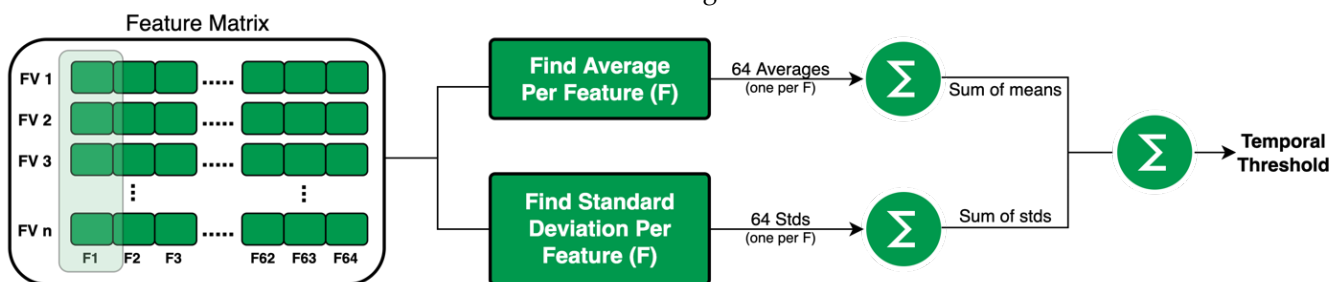 Feature Matrix
FV 1
.....
FV 2
.....
FV 3
.....
FV n
.....
F1 F2 F3 F62 F63 F64
Find Average
Per Feature (F)
64 Averages
(one per F)
Σ
Sum of means
Find Standard
Deviation Per
Feature (F)
64 Stds
(one per F)
Σ
Sum of stds
Σ
Temporal
Threshold